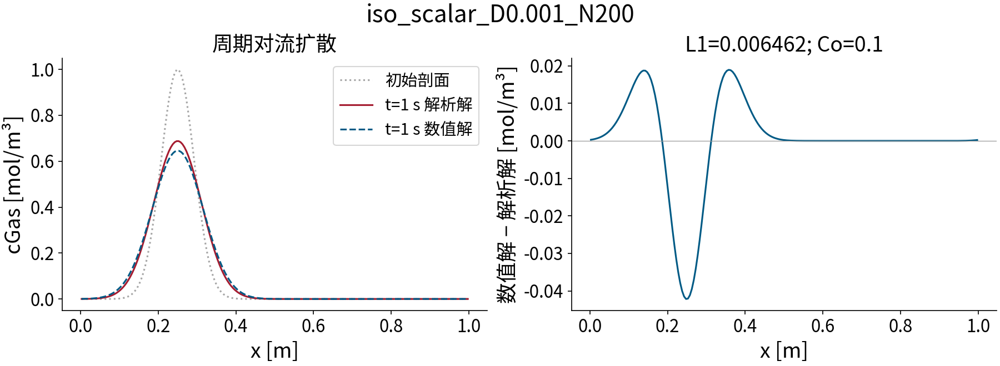 iso_scalar_D0.001_N200
周期对流扩散
cGas [mol/m³]
1.0
0.8
0.6
0.4
0.2
0.0
初始剖面
t=1 s 解析解
t=1 s 数值解
0.0 0.2 0.4 0.6 0.8 1.0
x [m]
L1=0.006462; Co=0.1
数值解 − 解析解 [mol/m³]
0.02
0.01
0.00
-0.01
-0.02
-0.03
-0.04
0.0 0.2 0.4 0.6 0.8 1.0
x [m]